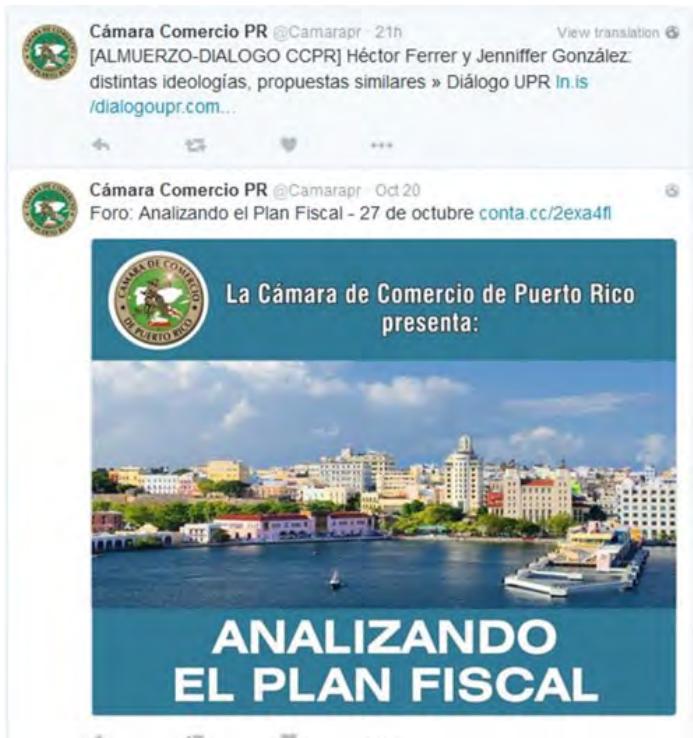 Cámara Comercio PR @Camarapr · 21h View translation
[ALMUERZO-DIALOGO CCPR] Héctor Ferrer y Jenniffer González:
distintas ideologías, propuestas similares » Diálogo UPR ln.is
/dialogoupr.com...
Cámara Comercio PR @Camarapr · Oct 20
Foro: Analizando el Plan Fiscal - 27 de octubre conta.cc/2exa4fl
CAMARA DE COMERCIO
DE PUERTO RICO
La Cámara de Comercio de Puerto Rico
presenta:
ANALIZANDO
EL PLAN FISCAL